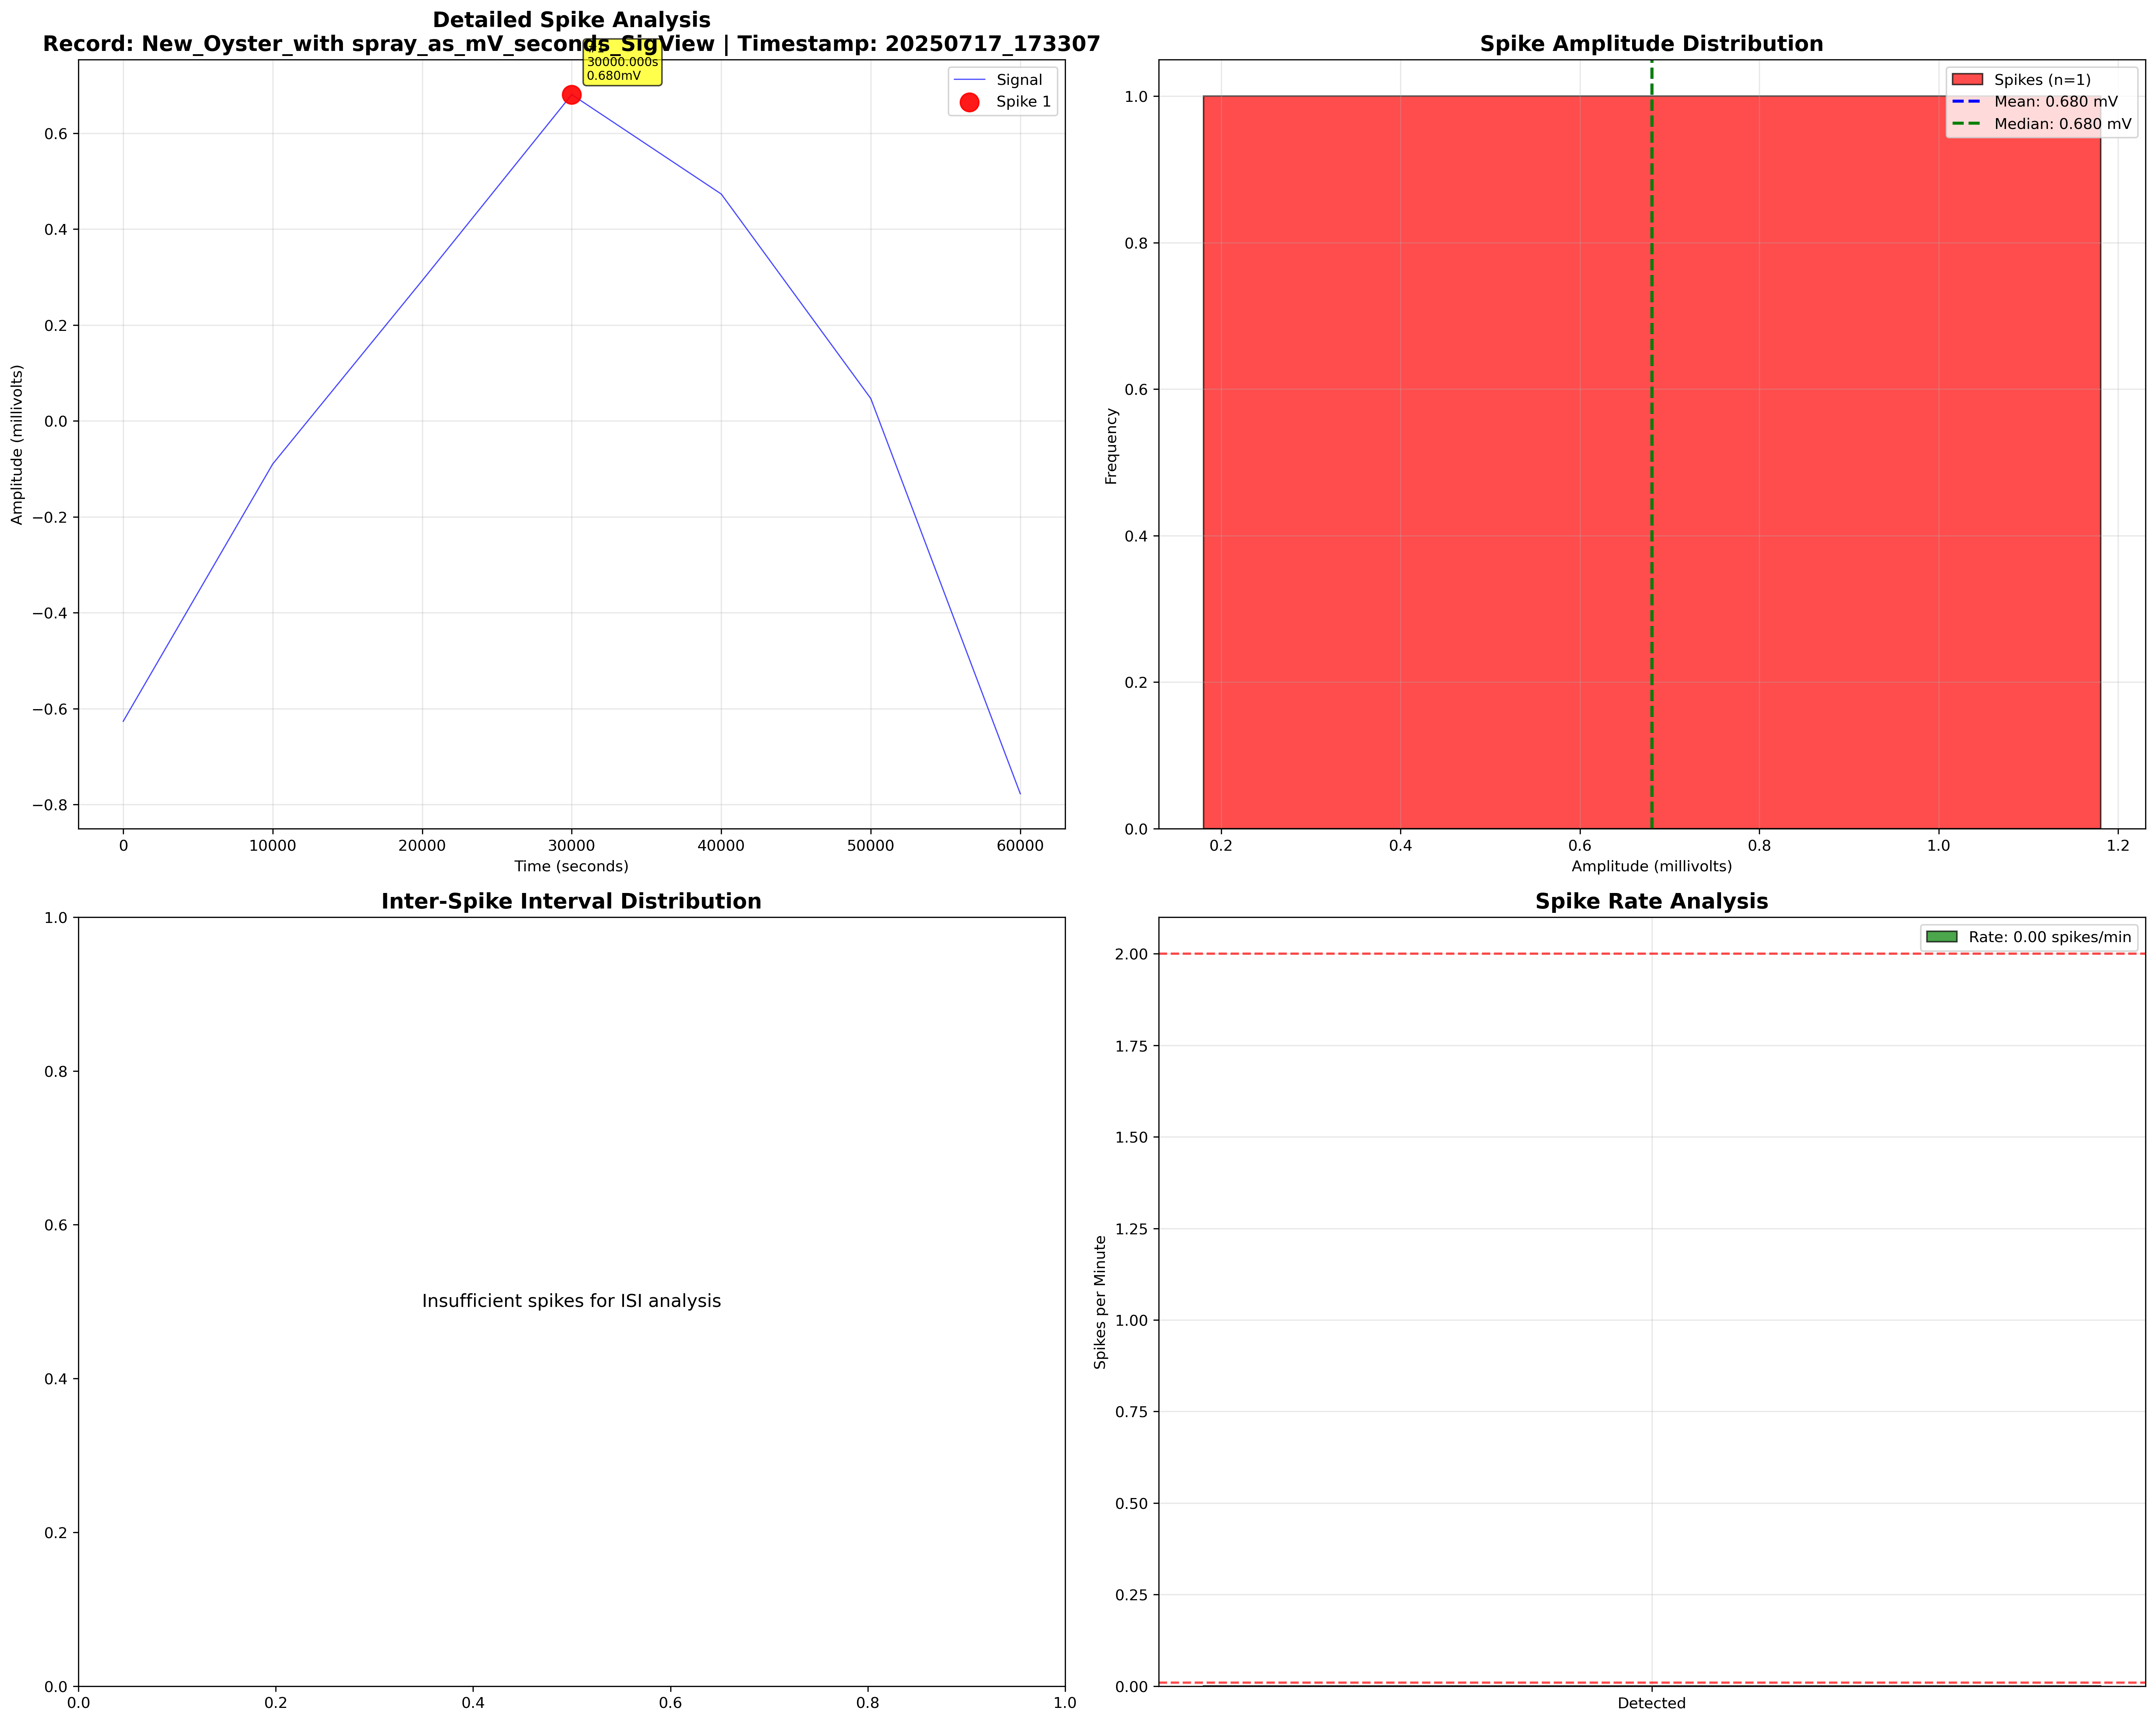 Detailed Spike Analysis
Record: New_Oyster_with spray_as_mV_seconds_SigView | Timestamp: 20250717_173307
30000.000s
0.680mV
Signal
Spike 1
Amplitude (millivolts)
0.6
0.4
0.2
0.0
−0.2
−0.4
−0.6
−0.8
0 10000 20000 30000 40000 50000 60000
Time (seconds)
Spike Amplitude Distribution
Spikes (n=1)
Mean: 0.680 mV
Median: 0.680 mV
Frequency
1.0
0.8
0.6
0.4
0.2
0.0
0.2 0.4 0.6 0.8 1.0 1.2
Amplitude (millivolts)
Inter-Spike Interval Distribution
1.0
0.8
0.6
0.4
0.2
0.0
Insufficient spikes for ISI analysis
0.0 0.2 0.4 0.6 0.8 1.0
Spike Rate Analysis
Rate: 0.00 spikes/min
Spikes per Minute
2.00
1.75
1.50
1.25
1.00
0.75
0.50
0.25
0.00
Detected